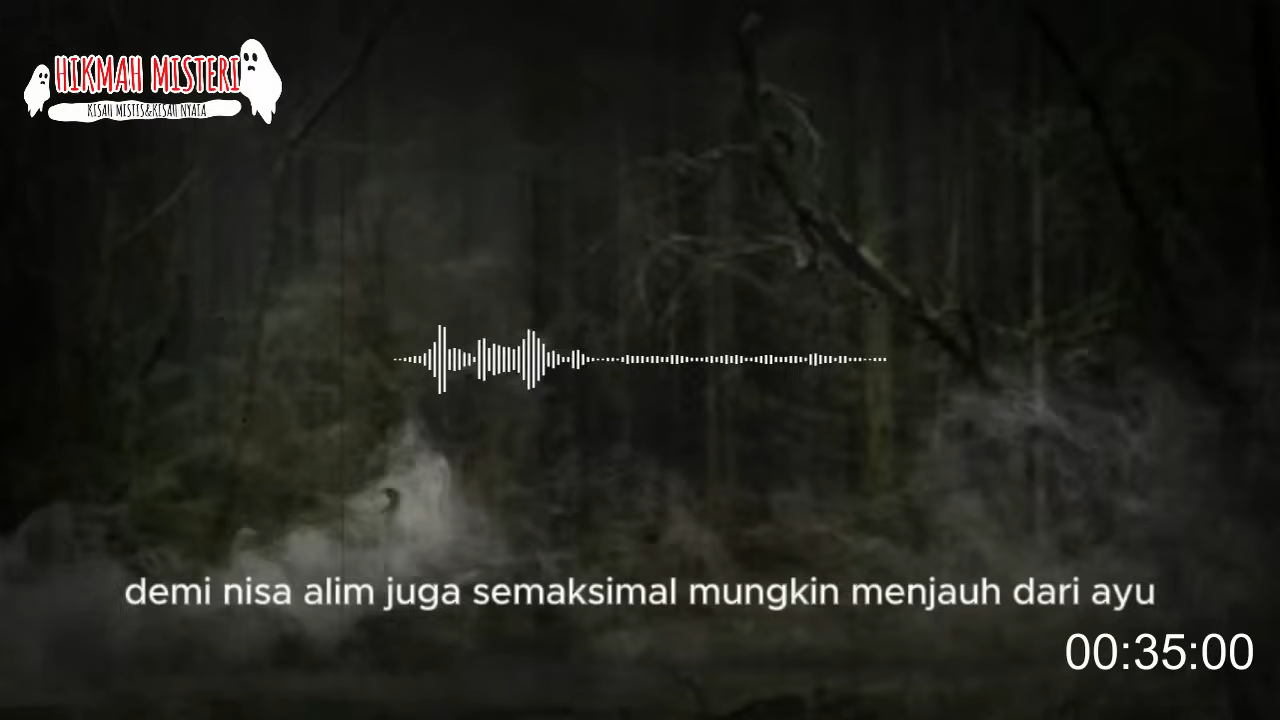 HIKMAH MISTERI
KISAH MISTIS&KISAH NYATA
demi nisa alim juga semaksimal mungkin menjauh dari ayu
00:35:00